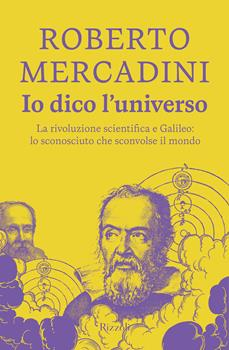 ROBERTO
MERCADINI
Io dico l'universo
La rivoluzione scientifica e Galileo:
lo sconosciuto che sconvolse il mondo
Rizzoli